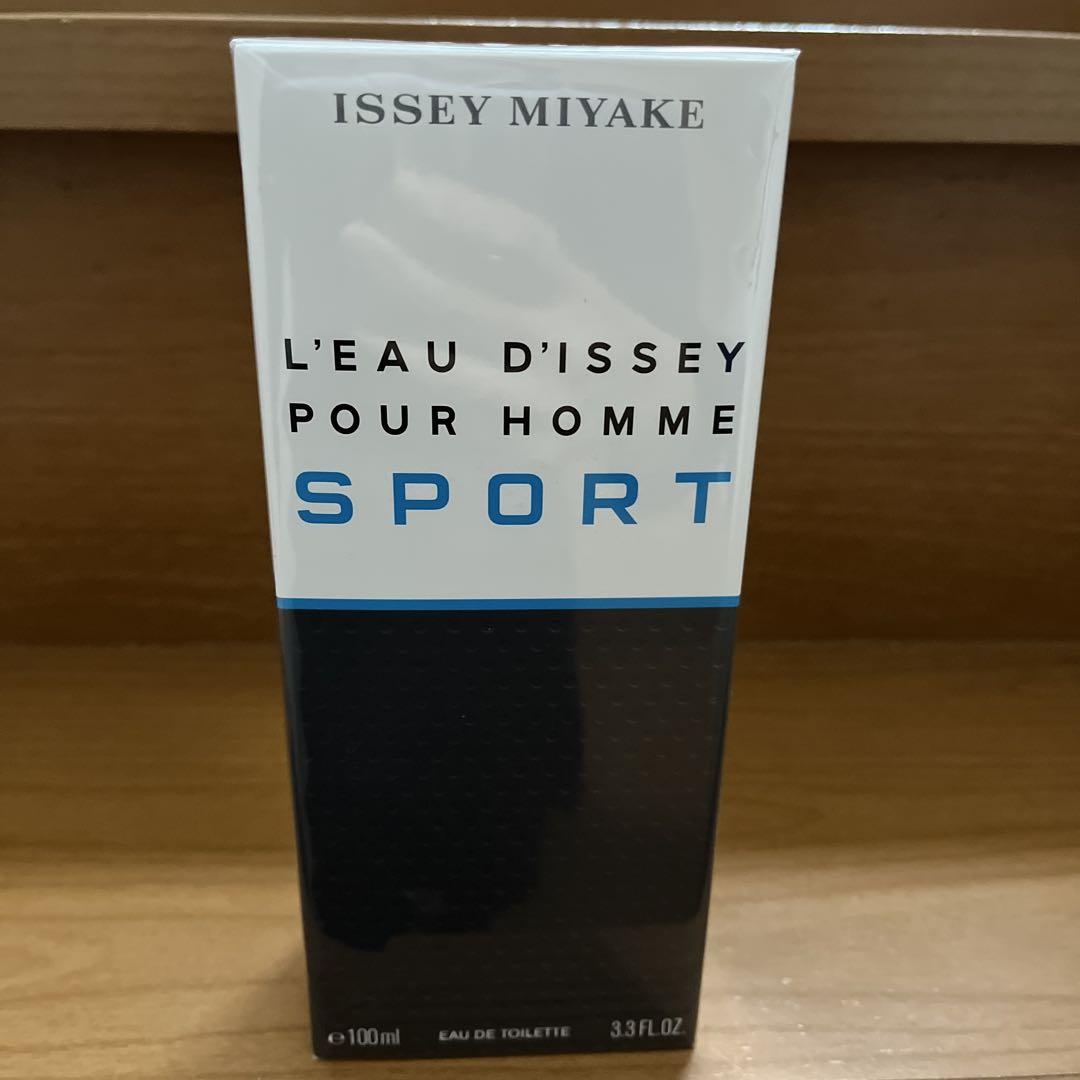 ISSEY MIYAKE
L'EAU D'ISSEY
POUR HOMME
SPORT
℮100ml EAU DE TOILETTE 3.3 FL.OZ.